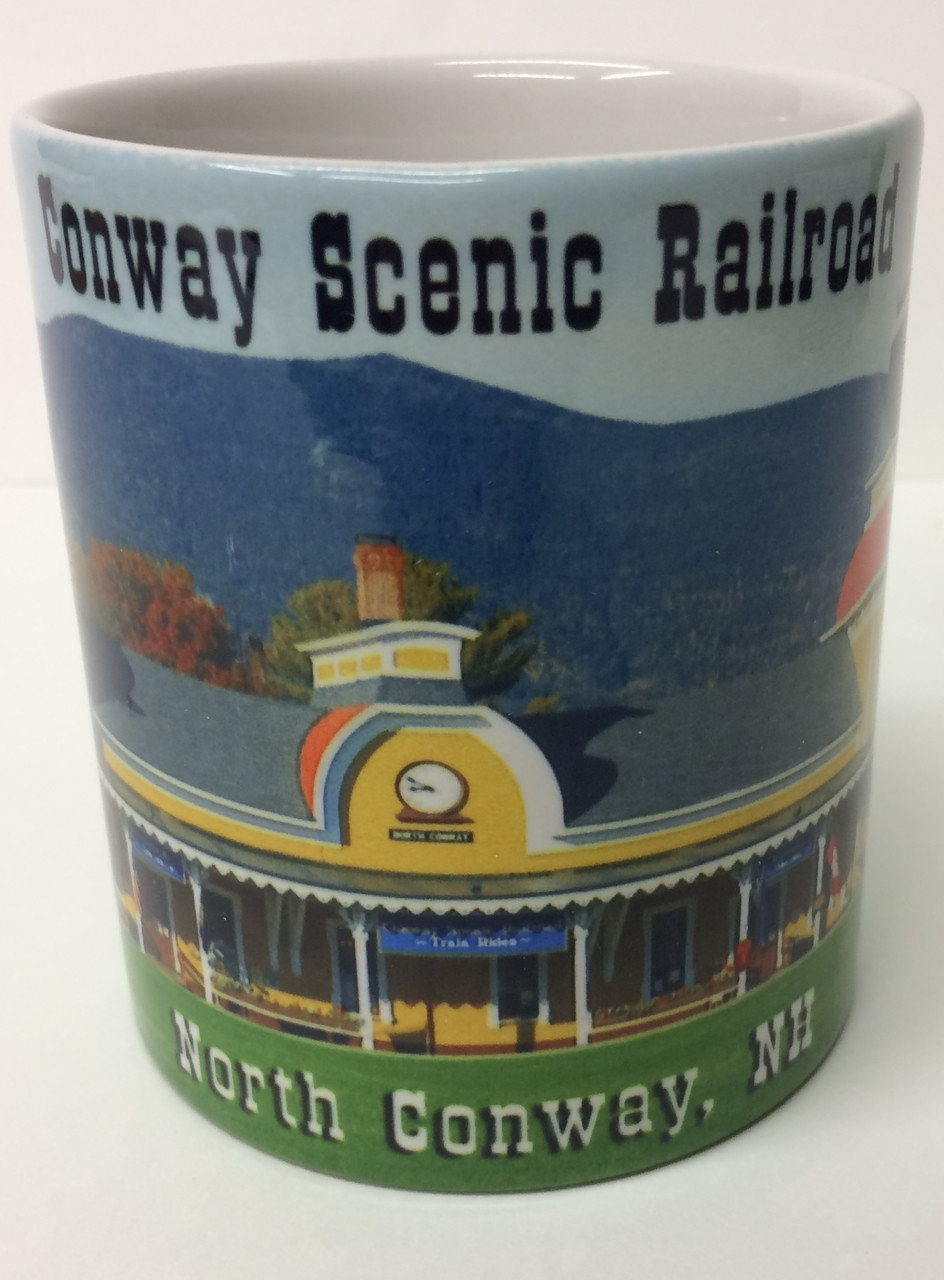 Conway Scenic Railroad
NORTH CONWAY
~ Train Rides ~
North Conway, NH